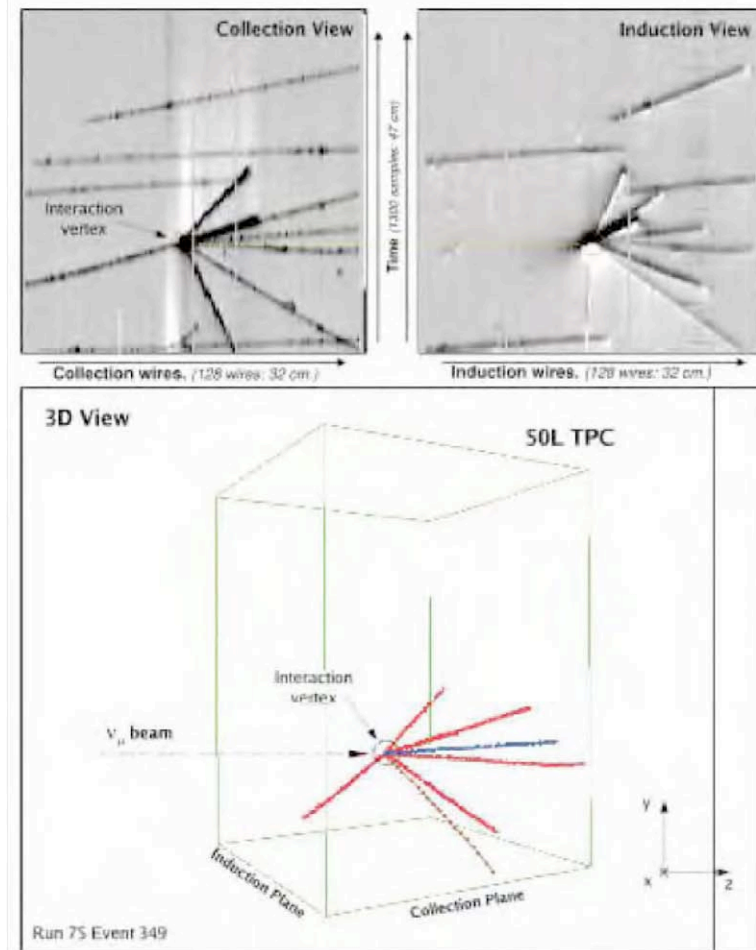 Collection View
Induction View
Time (1300 samples: 47 cm)
Interaction
vertex
Collection wires. (128 wires: 32 cm.)
Induction wires. (128 wires: 32 cm.)
3D View
50L TPC
Interaction
vertex
νμ beam
Induction Plane
Collection Plane
y
x
z
Run 75 Event 349